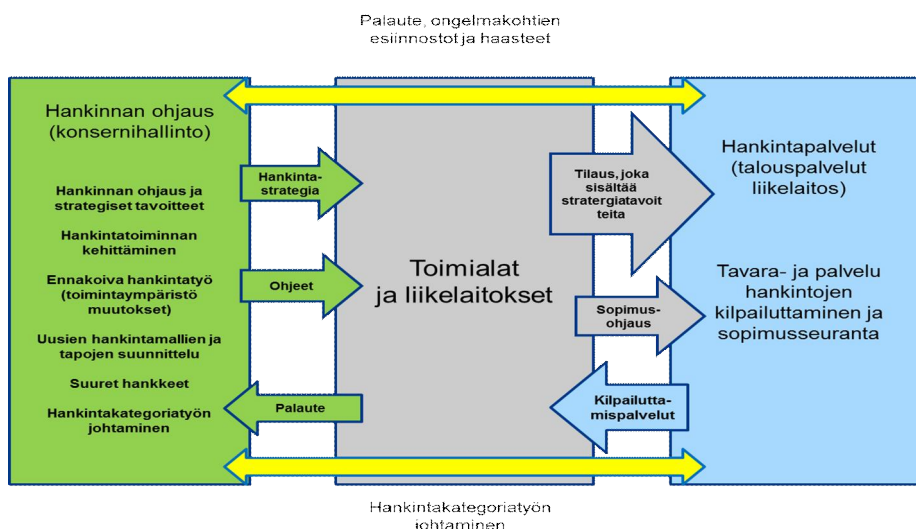 Palaute, ongelmakohtien
esiinnostot ja haasteet
Hankinnan ohjaus
(konsernihallinto)
Hankinnan ohjaus ja
strategiset tavoitteet
Hankintatoiminnan
kehittäminen
Ennakoiva hankintatyö
(toimintaympäristö
muutokset)
Uusien hankintamallien ja
tapojen suunnittelu
Suuret hankkeet
Hankintakategoriatyön
johtaminen
Hankinta-
strategia
Ohjeet
Palaute
Toimialat
ja liikelaitokset
Tilaus, joka
sisältää
stratergiatavoit
teita
Sopimus-
ohjaus
Kilpailutta-
mispalvelut
Hankintapalvelut
(talouspalvelut
liikelaitos)
Tavara- ja palvelu
hankintojen
kilpailuttaminen ja
sopimusseuranta
Hankintakategoriatyön
johtaminen